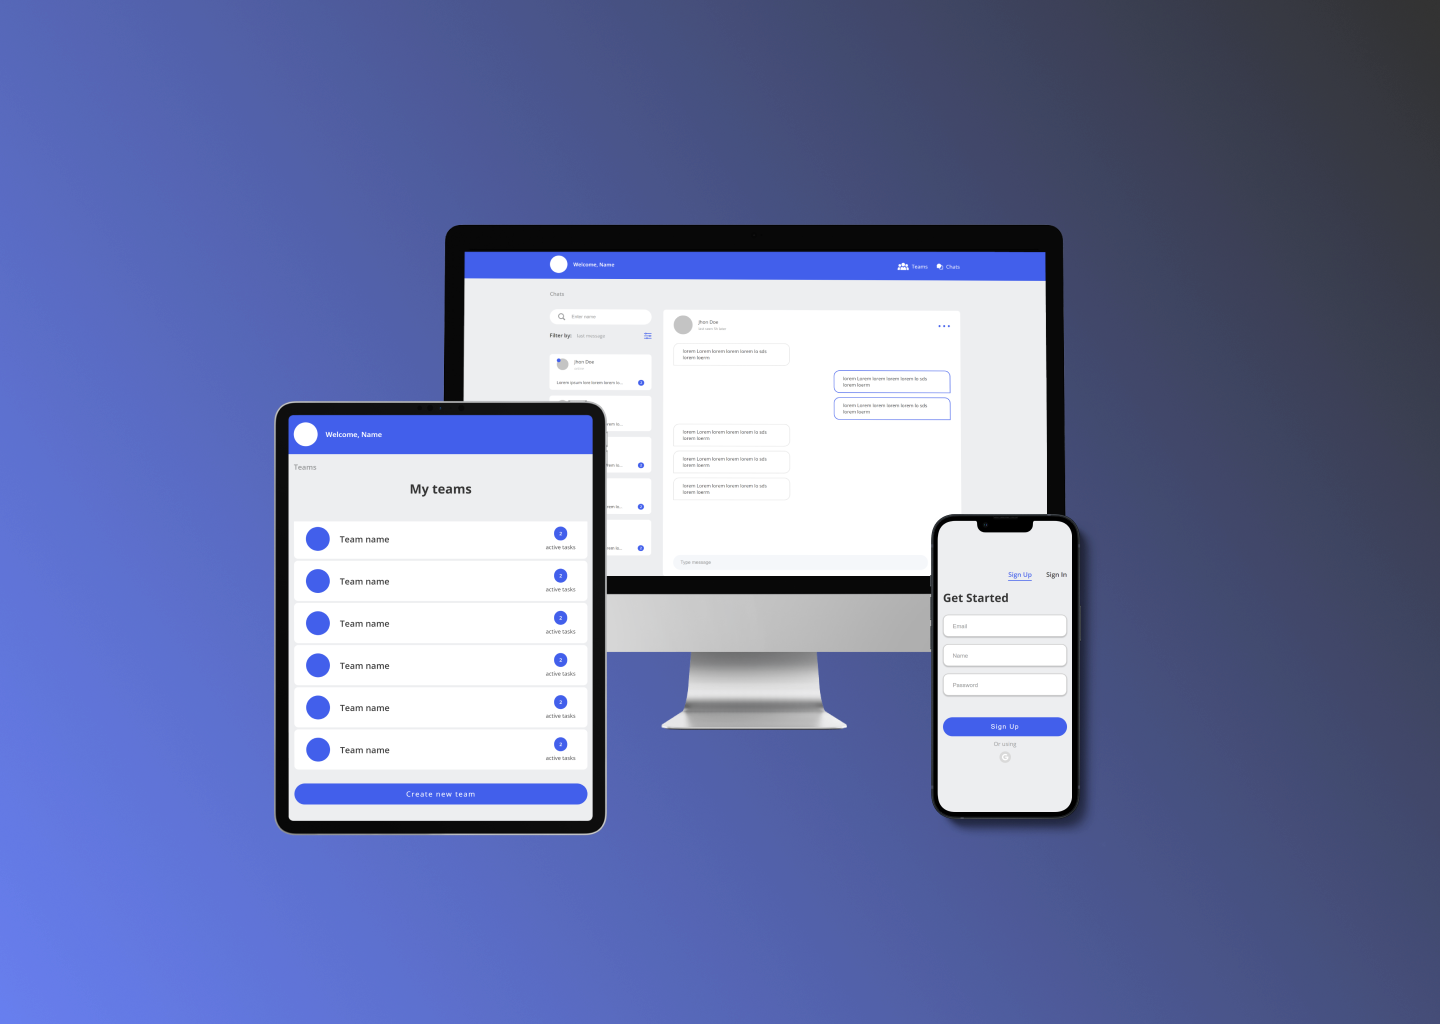 Welcome, Name
Teams
Chats
Chats
Enter name
Filter by:
Jhon Doe
Lorem ipsum lore lorem lorem lo...
2
2
2
2
Jhon Doe
lorem Lorem lorem lorem lorem lo sds
lorem loerm
lorem Lorem lorem lorem lorem lo sds
lorem loerm
lorem Lorem lorem lorem lorem lo sds
lorem loerm
lorem Lorem lorem lorem lorem lo sds
lorem loerm
lorem Lorem lorem lorem lorem lo sds
lorem loerm
lorem Lorem lorem lorem lorem lo sds
lorem loerm
Type message
Welcome, Name
Teams
My teams
Team name
2
active tasks
Team name
2
active tasks
Team name
2
active tasks
Team name
2
active tasks
Team name
2
active tasks
Team name
2
active tasks
Create new team
Sign Up
Sign In
Get Started
Email
Name
Password
Sign Up
Or using